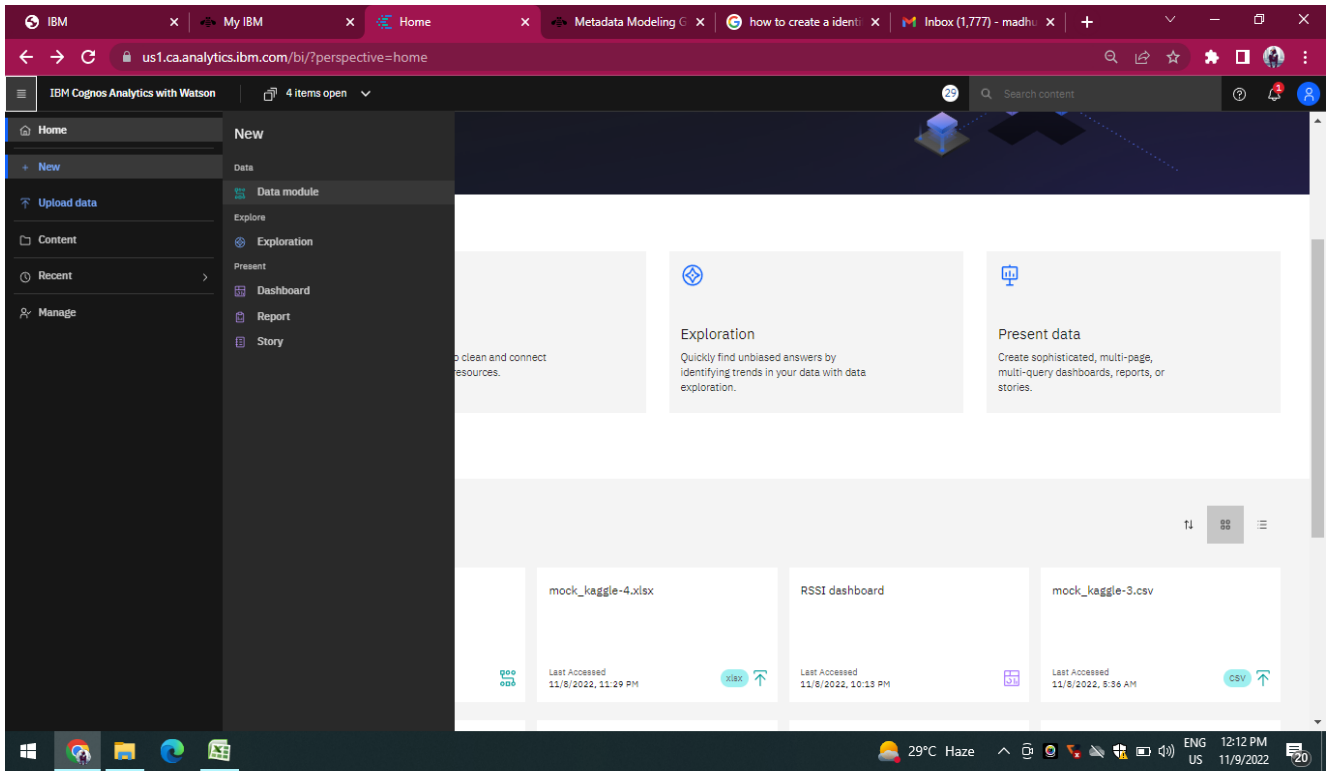 IBM
My IBM
Home
Metadata Modeling G
how to create a identi
Inbox (1,777) - madhu
us1.ca.analytics.ibm.com/bi/?perspective=home
IBM Cognos Analytics with Watson
4 items open
29
Search content
1
Home
New
Upload data
Content
Recent
Manage
New
Data
Data module
Explore
Exploration
Present
Dashboard
Report
Story
o clean and connect
resources.
Exploration
Quickly find unbiased answers by
identifying trends in your data with data
exploration.
Present data
Create sophisticated, multi-page,
multi-query dashboards, reports, or
stories.
mock_kaggle-4.xlsx
Last Accessed
11/8/2022, 11:29 PM
xlsx
RSSI dashboard
Last Accessed
11/8/2022, 10:13 PM
mock_kaggle-3.csv
Last Accessed
11/8/2022, 5:36 AM
CSV
29°C Haze
ENG
US
12:12 PM
11/9/2022
20